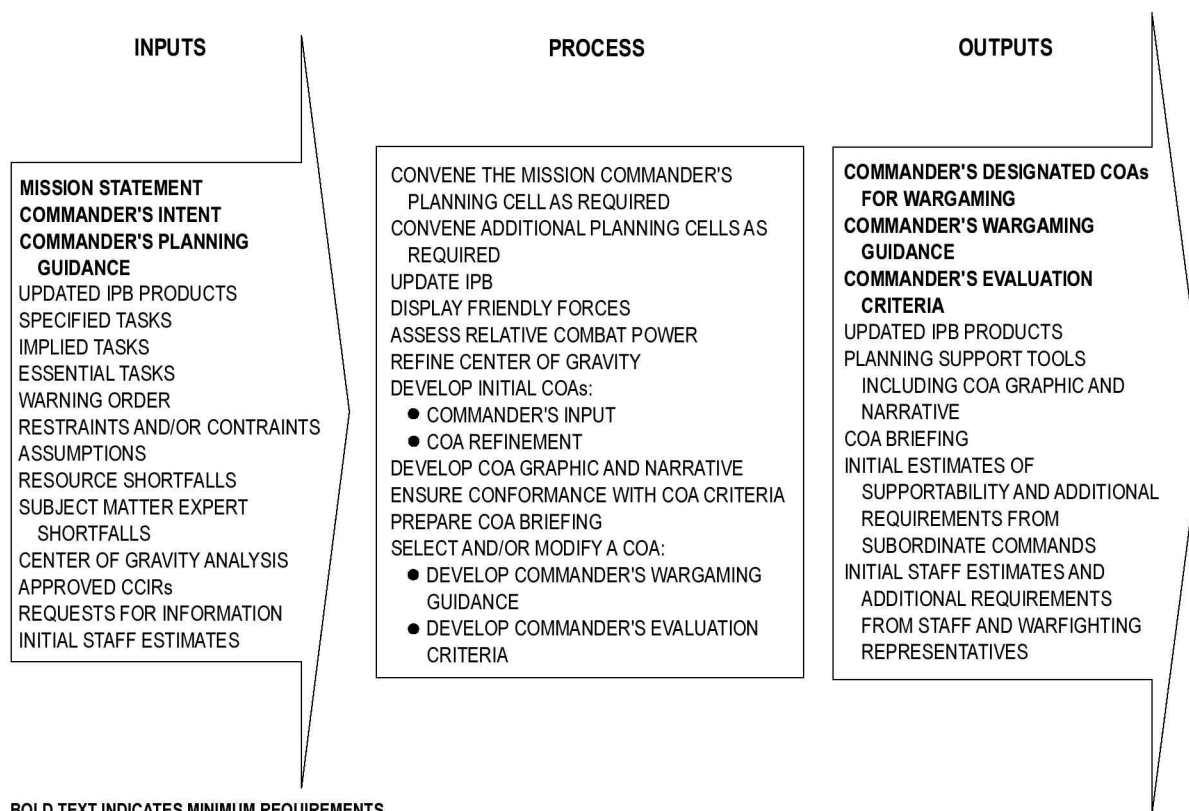 INPUTS
PROCESS
OUTPUTS
MISSION STATEMENT
COMMANDER'S INTENT
COMMANDER'S PLANNING
GUIDANCE
UPDATED IPB PRODUCTS
SPECIFIED TASKS
IMPLIED TASKS
ESSENTIAL TASKS
WARNING ORDER
RESTRAINTS AND/OR CONTRAINTS
ASSUMPTIONS
RESOURCE SHORTFALLS
SUBJECT MATTER EXPERT
SHORTFALLS
CENTER OF GRAVITY ANALYSIS
APPROVED CCIRs
REQUESTS FOR INFORMATION
INITIAL STAFF ESTIMATES
CONVENE THE MISSION COMMANDER'S
PLANNING CELL AS REQUIRED
CONVENE ADDITIONAL PLANNING CELLS AS
REQUIRED
UPDATE IPB
DISPLAY FRIENDLY FORCES
ASSESS RELATIVE COMBAT POWER
REFINE CENTER OF GRAVITY
DEVELOP INITIAL COAs:
● COMMANDER'S INPUT
● COA REFINEMENT
DEVELOP COA GRAPHIC AND NARRATIVE
ENSURE CONFORMANCE WITH COA CRITERIA
PREPARE COA BRIEFING
SELECT AND/OR MODIFY A COA:
● DEVELOP COMMANDER'S WARGAMING
GUIDANCE
● DEVELOP COMMANDER'S EVALUATION
CRITERIA
COMMANDER'S DESIGNATED COAs
FOR WARGAMING
COMMANDER'S WARGAMING
GUIDANCE
COMMANDER'S EVALUATION
CRITERIA
UPDATED IPB PRODUCTS
PLANNING SUPPORT TOOLS
INCLUDING COA GRAPHIC AND
NARRATIVE
COA BRIEFING
INITIAL ESTIMATES OF
SUPPORTABILITY AND ADDITIONAL
REQUIREMENTS FROM
SUBORDINATE COMMANDS
INITIAL STAFF ESTIMATES AND
ADDITIONAL REQUIREMENTS
FROM STAFF AND WARFIGHTING
REPRESENTATIVES
BOLD TEXT INDICATES MINIMUM REQUIREMENTS